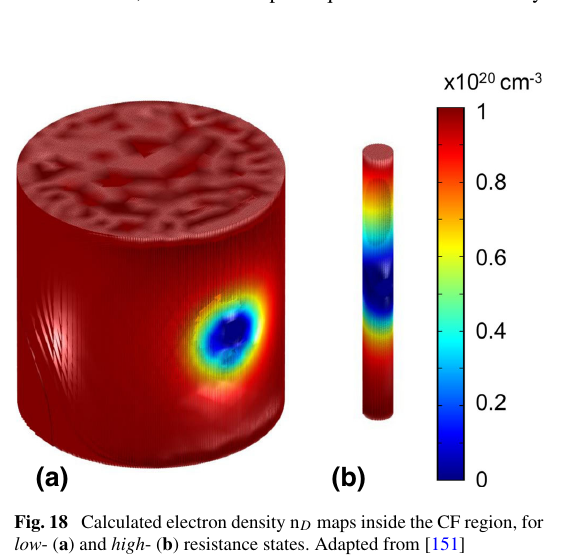 x10²⁰ cm⁻³
1
0.8
0.6
0.4
0.2
0
(a)
(b)
Fig. 18 Calculated electron density n_D maps inside the CF region, for
low- (a) and high- (b) resistance states. Adapted from [151]